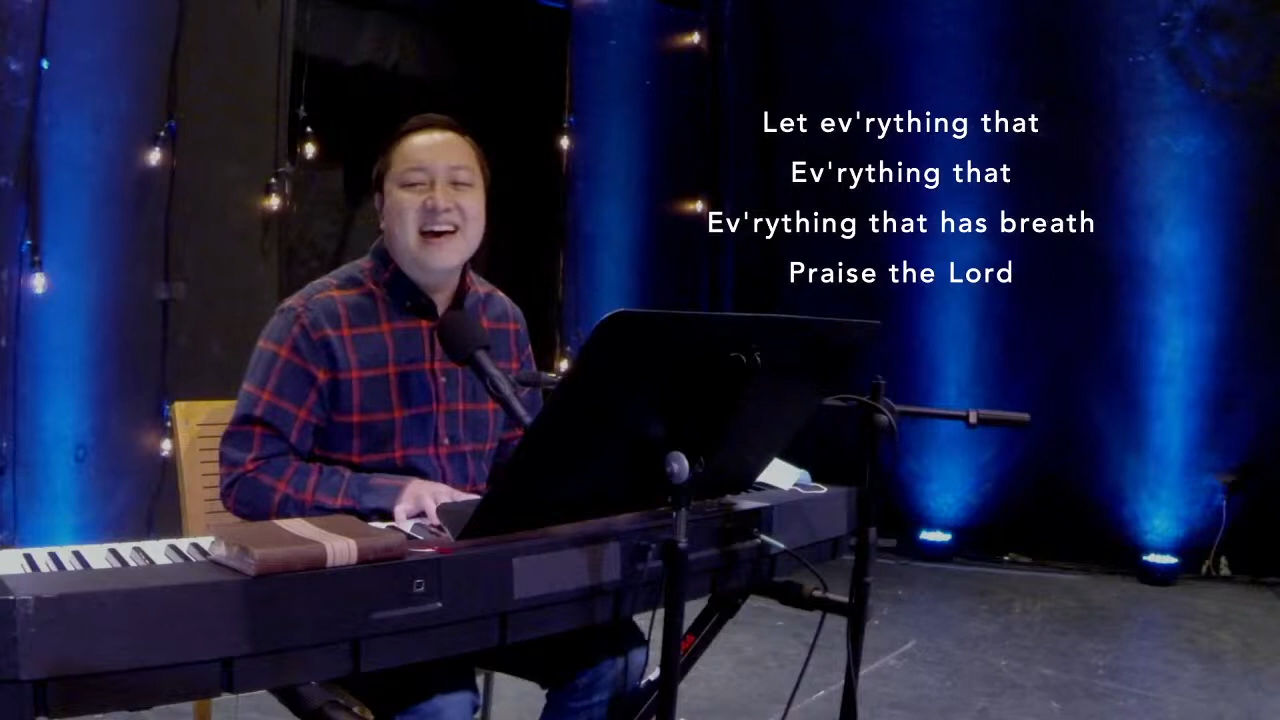 Let ev'rything that
Ev'rything that
Ev'rything that has breath
Praise the Lord